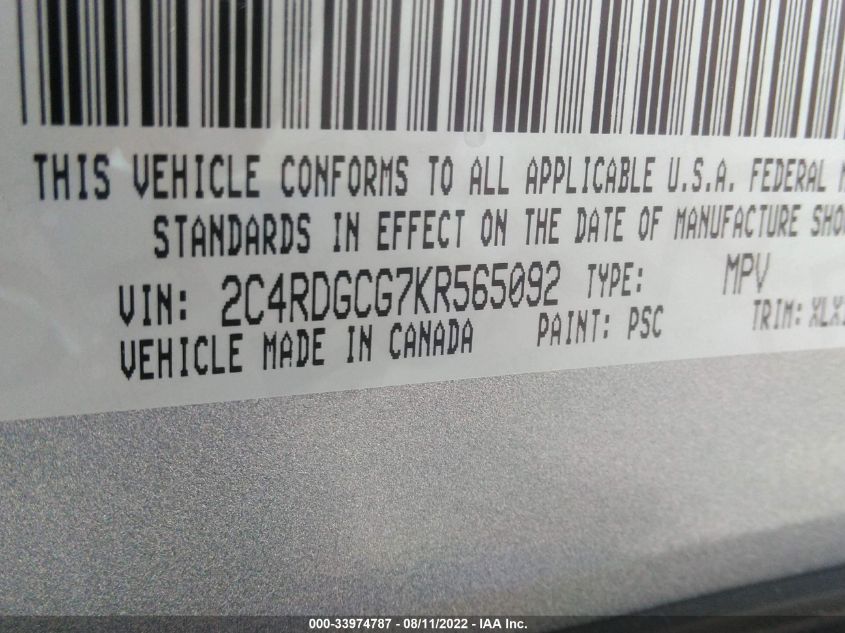 THIS VEHICLE CONFORMS TO ALL APPLICABLE U.S.A. FEDERAL
STANDARDS IN EFFECT ON THE DATE OF MANUFACTURE
VIN: 2C4RDGCG7KR565092 TYPE: MPV
VEHICLE MADE IN CANADA PAINT: PSC TRIM:
000-33974787 - 08/11/2022 - IAA Inc.